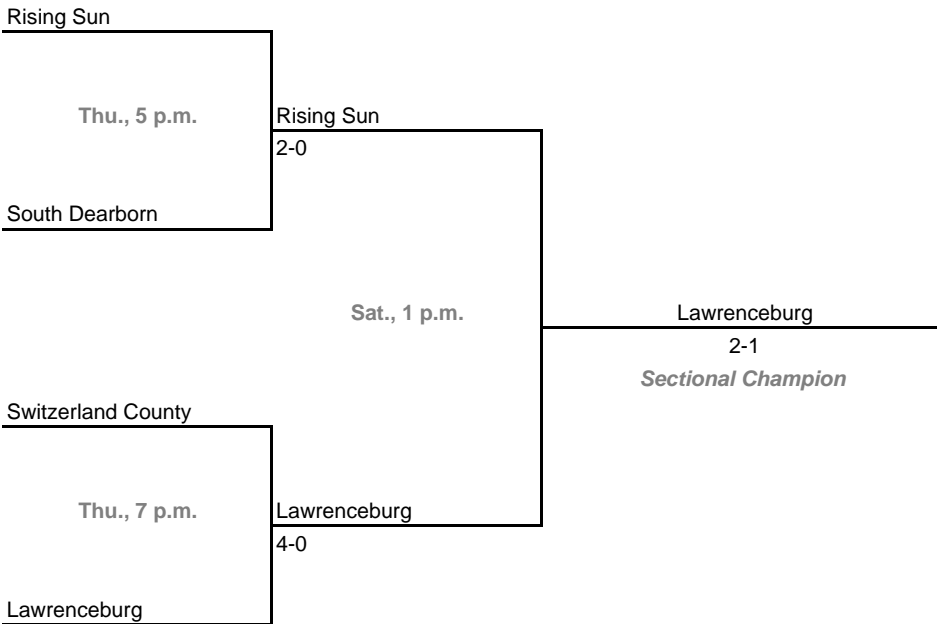 Rising Sun
Thu., 5 p.m.
Rising Sun
2-0
South Dearborn
Sat., 1 p.m.
Lawrenceburg
2-1
Sectional Champion
Switzerland County
Thu., 7 p.m.
Lawrenceburg
4-0
Lawrenceburg